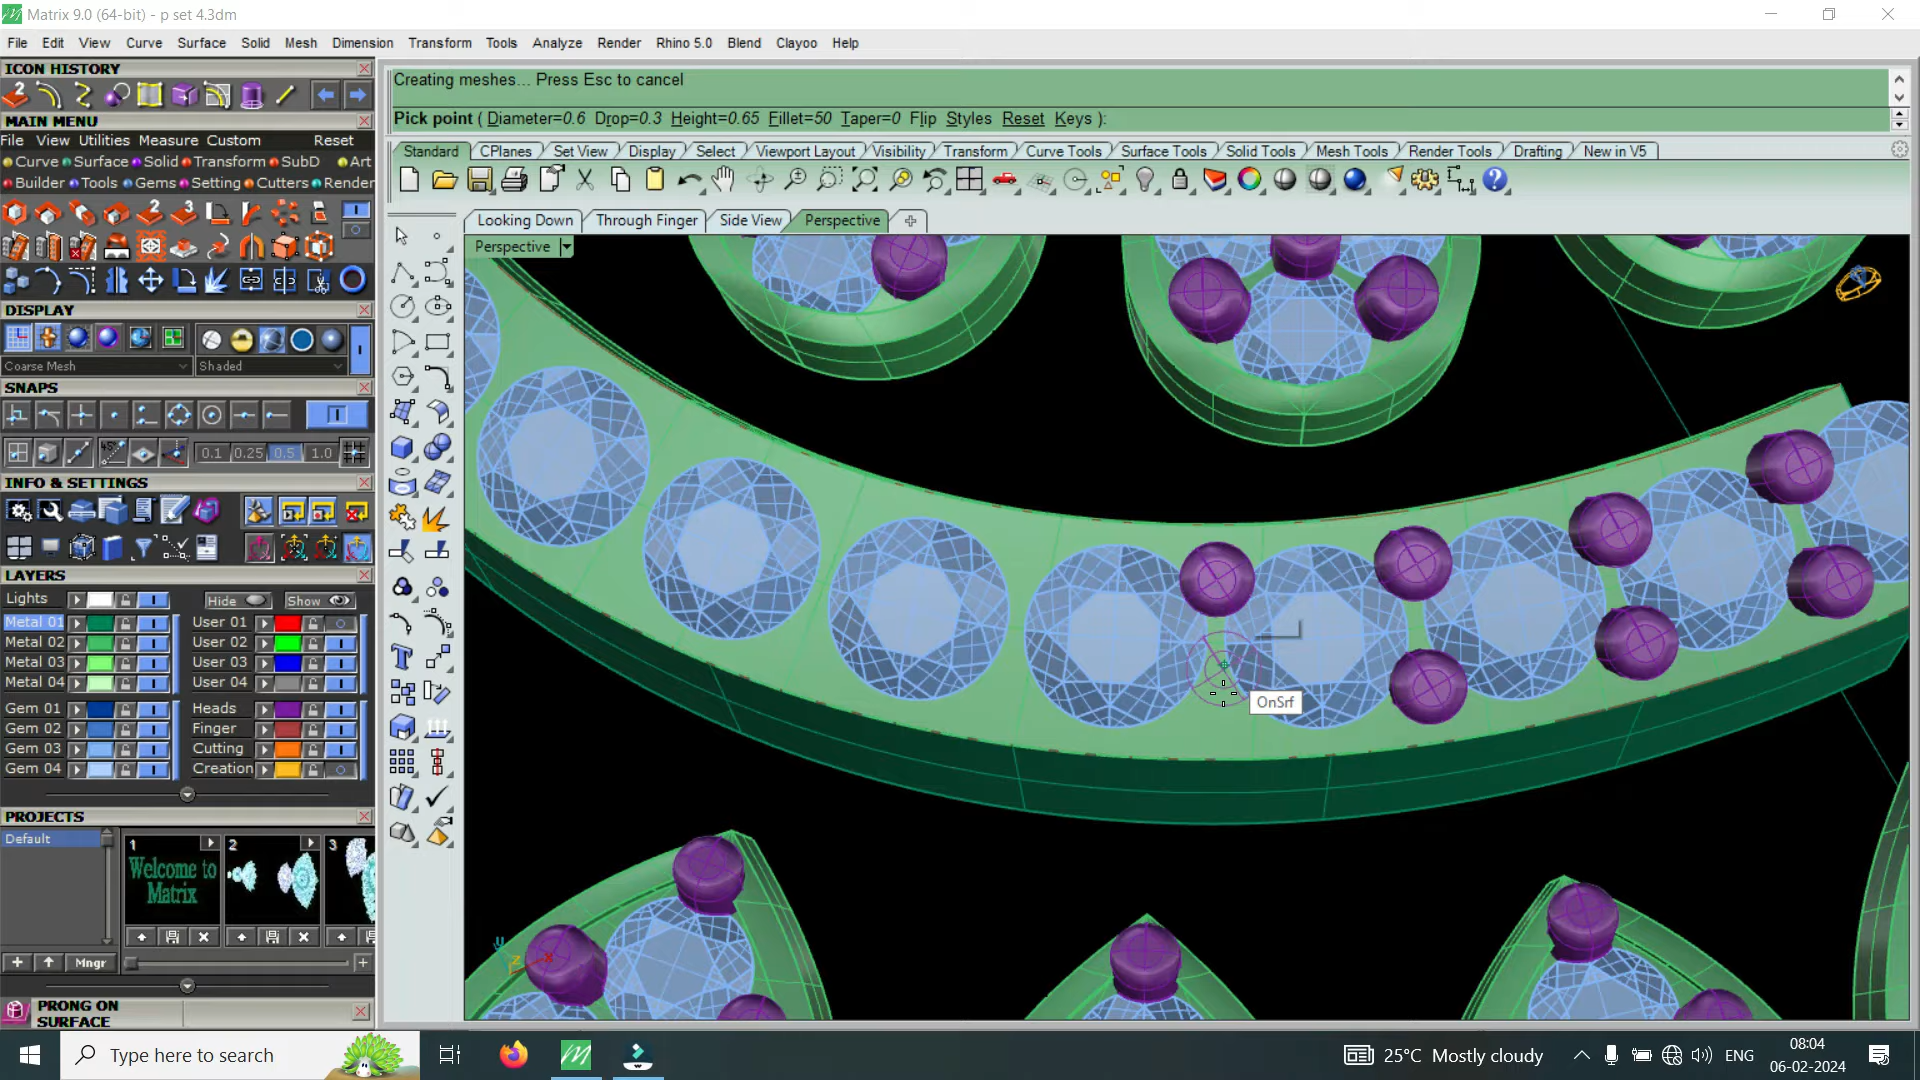 Matrix 9.0 (64-bit) - p set 4.3dm
File Edit View Curve Surface Solid Mesh Dimension Transform Tools Analyze Render Rhino 5.0 Blend Clayoo Help
ICON HISTORY
MAIN MENU
File View Utilities Measure Custom Reset
Curve Surface Solid Transform SubD Art
Builder Tools Gems Setting Cutters Render
DISPLAY
Coarse Mesh Shaded
SNAPS
0.1 0.25 0.5 1.0
INFO & SETTINGS
LAYERS
Lights Hide Show
Metal 01 User 01
Metal 02 User 02
Metal 03 User 03
Metal 04 User 04
Gem 01 Heads
Gem 02 Finger
Gem 03 Cutting
Gem 04 Creation
PROJECTS
Default
1 2 3
Welcome to
Matrix
Mngr
PRONG ON
SURFACE
Creating meshes... Press Esc to cancel
Pick point ( Diameter=0.6 Drop=0.3 Height=0.65 Fillet=50 Taper=0 Flip Styles Reset Keys ):
Standard CPlanes Set View Display Select Viewport Layout Visibility Transform Curve Tools Surface Tools Solid Tools Mesh Tools Render Tools Drafting New in V5
Looking Down Through Finger Side View Perspective
Perspective
OnSrf
y
z x
Type here to search
25°C Mostly cloudy
ENG
08:04
06-02-2024